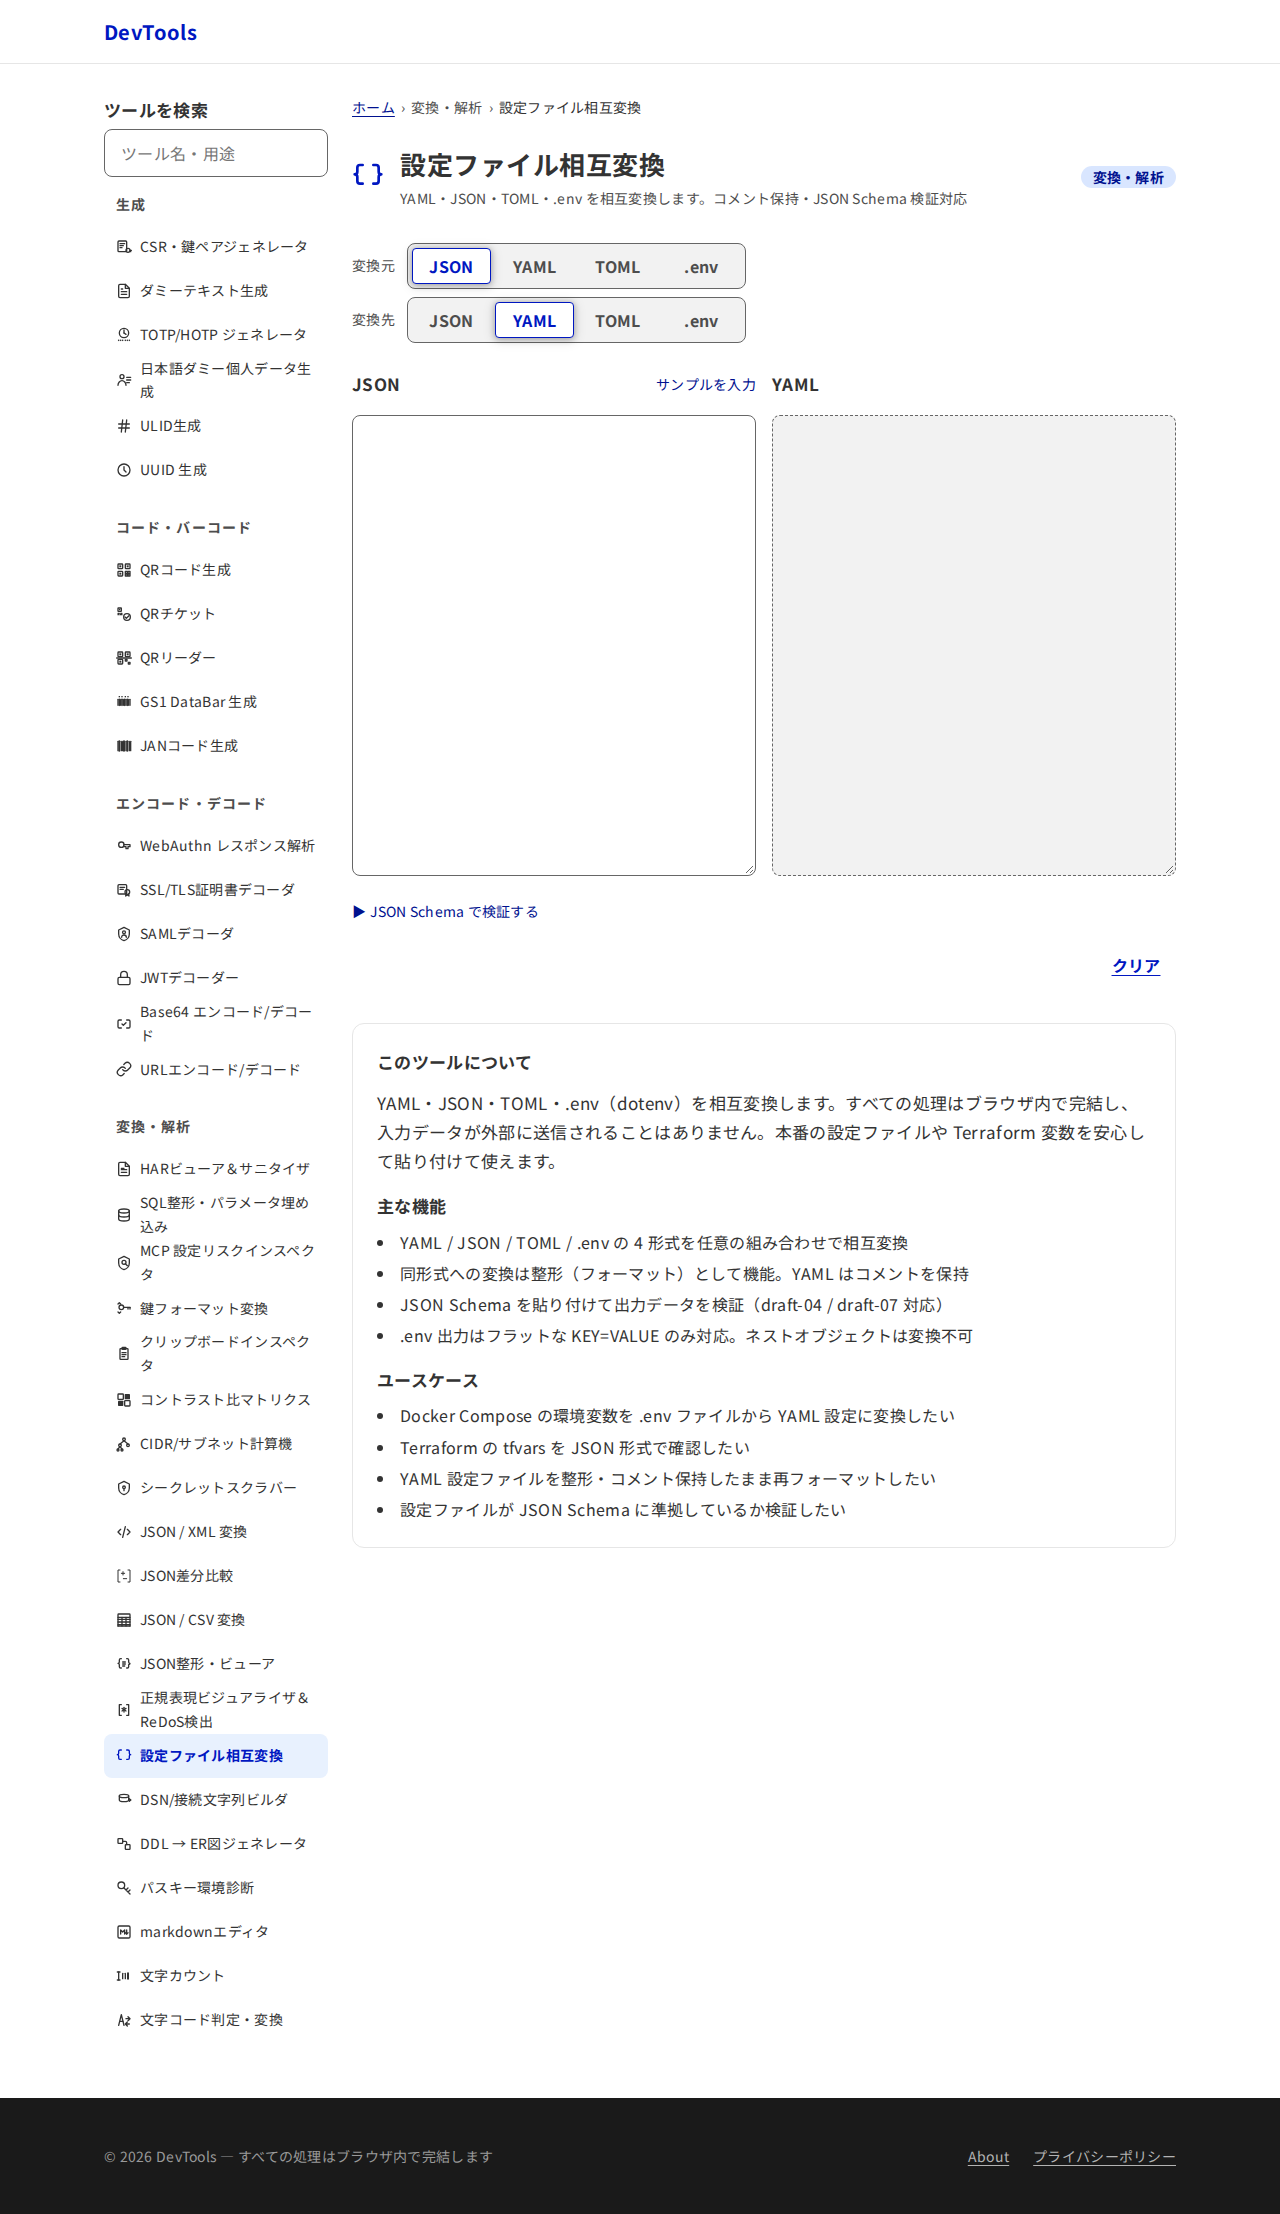 DevTools
ツールを検索
ツール名・用途
生成
CSR・鍵ペアジェネレータ
ダミーテキスト生成
TOTP/HOTP ジェネレータ
日本語ダミー個人データ生
成
ULID生成
UUID 生成
コード・バーコード
QRコード生成
QRチケット
QRリーダー
GS1 DataBar 生成
JANコード生成
エンコード・デコード
WebAuthn レスポンス解析
SSL/TLS証明書デコーダ
SAMLデコーダ
JWTデコーダー
Base64 エンコード/デコー
ド
URLエンコード/デコード
変換・解析
HARビューア＆サニタイザ
SQL整形・パラメータ埋め
込み
MCP 設定リスクインスペク
タ
鍵フォーマット変換
クリップボードインスペク
タ
コントラスト比マトリクス
CIDR/サブネット計算機
シークレットスクラバー
JSON / XML 変換
JSON差分比較
JSON / CSV 変換
JSON整形・ビューア
正規表現ビジュアライザ＆
ReDoS検出
設定ファイル相互変換
DSN/接続文字列ビルダ
DDL → ER図ジェネレータ
パスキー環境診断
markdownエディタ
文字カウント
文字コード判定・変換
ホーム › 変換・解析 › 設定ファイル相互変換
設定ファイル相互変換
YAML・JSON・TOML・.env を相互変換します。コメント保持・JSON Schema 検証対応
変換・解析
変換元 JSON YAML TOML .env
変換先 JSON YAML TOML .env
JSON サンプルを入力 YAML
▶ JSON Schema で検証する
クリア
このツールについて
YAML・JSON・TOML・.env（dotenv）を相互変換します。すべての処理はブラウザ内で完結し、
入力データが外部に送信されることはありません。本番の設定ファイルや Terraform 変数を安心し
て貼り付けて使えます。
主な機能
• YAML / JSON / TOML / .env の 4 形式を任意の組み合わせで相互変換
• 同形式への変換は整形（フォーマット）として機能。YAML はコメントを保持
• JSON Schema を貼り付けて出力データを検証（draft-04 / draft-07 対応）
• .env 出力はフラットな KEY=VALUE のみ対応。ネストオブジェクトは変換不可
ユースケース
• Docker Compose の環境変数を .env ファイルから YAML 設定に変換したい
• Terraform の tfvars を JSON 形式で確認したい
• YAML 設定ファイルを整形・コメント保持したまま再フォーマットしたい
• 設定ファイルが JSON Schema に準拠しているか検証したい
© 2026 DevTools — すべての処理はブラウザ内で完結します
About プライバシーポリシー